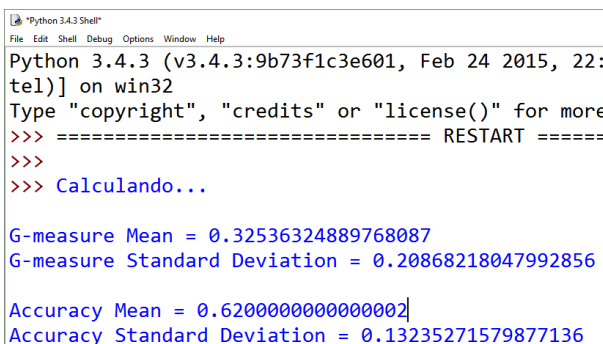 *Python 3.4.3 Shell*
File Edit Shell Debug Options Window Help
Python 3.4.3 (v3.4.3:9b73f1c3e601, Feb 24 2015, 22:
tel)] on win32
Type "copyright", "credits" or "license()" for more
>>> ================================ RESTART ======
>>>
>>> Calculando...
G-measure Mean = 0.32536324889768087
G-measure Standard Deviation = 0.20868218047992856
Accuracy Mean = 0.6200000000000002
Accuracy Standard Deviation = 0.13235271579877136